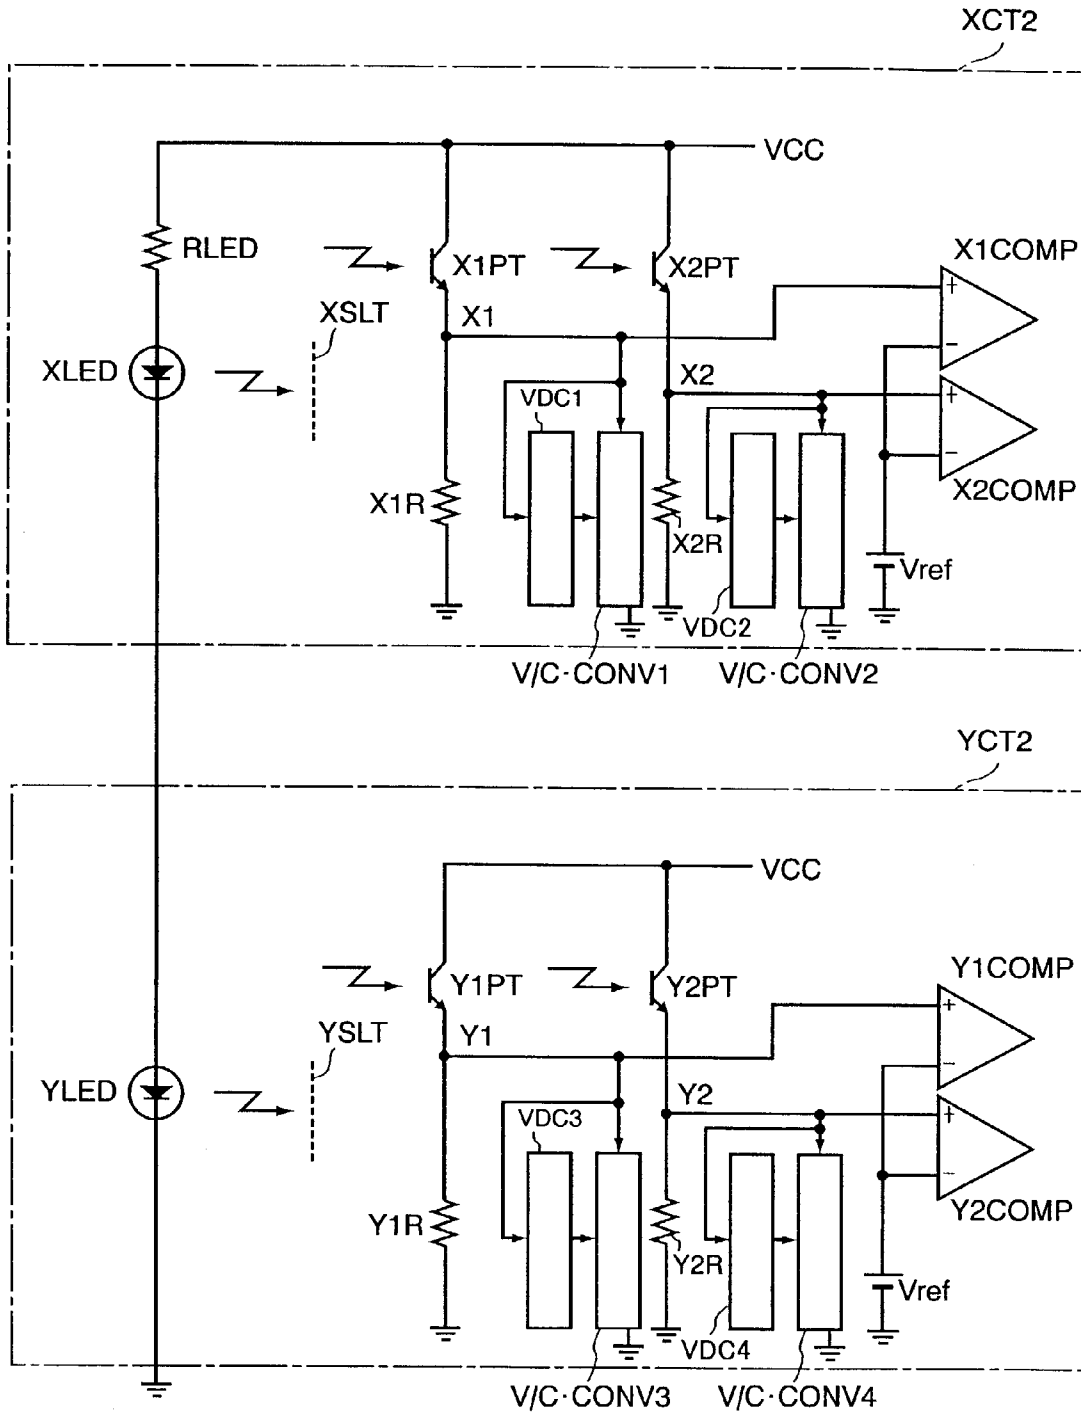 XCT2
VCC
RLED
X1PT
X2PT
X1COMP
XSLT
X1
XLED
X2
VDC1
X1R
X2COMP
X2R
Vref
VDC2
V/C·CONV1
V/C·CONV2
YCT2
VCC
Y1PT
Y2PT
Y1COMP
YSLT
Y1
YLED
Y2
VDC3
Y1R
Y2COMP
Y2R
Vref
VDC4
V/C·CONV3
V/C·CONV4